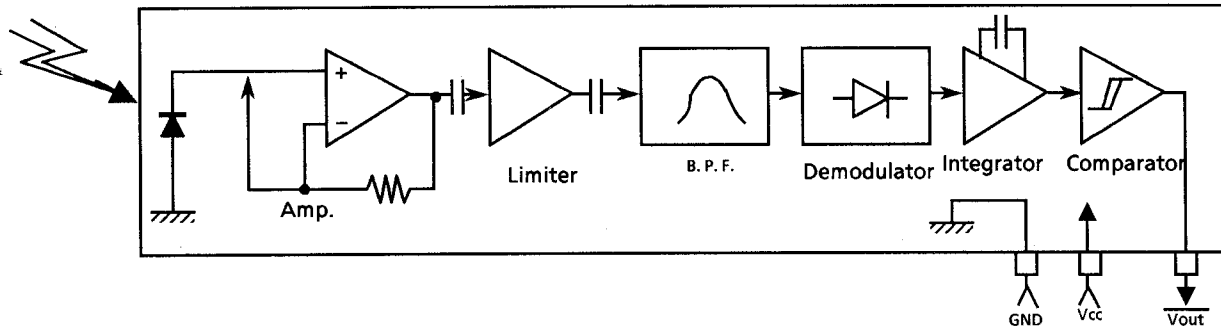 +
−
Amp.
Limiter
B. P. F.
Demodulator
Integrator
Comparator
GND
Vcc
Vout